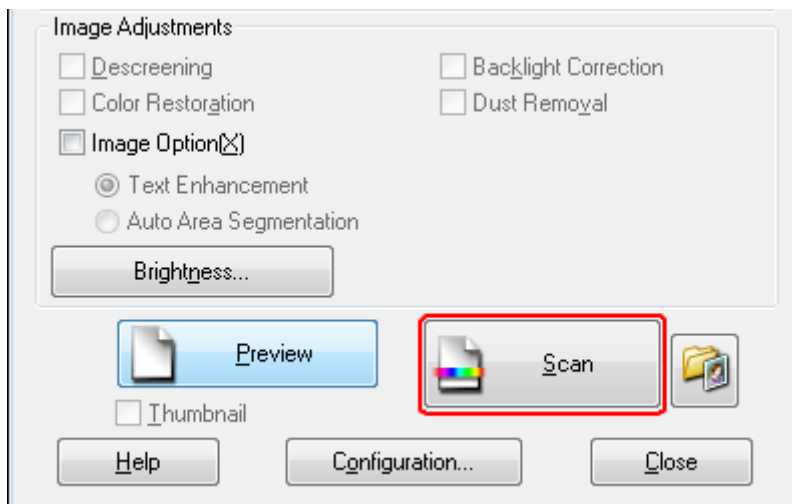 Image Adjustments
Descreening Backlight Correction
Color Restoration Dust Removal
Image Option(X)
Text Enhancement
Auto Area Segmentation
Brightness...
Preview Scan
Thumbnail
Help Configuration... Close